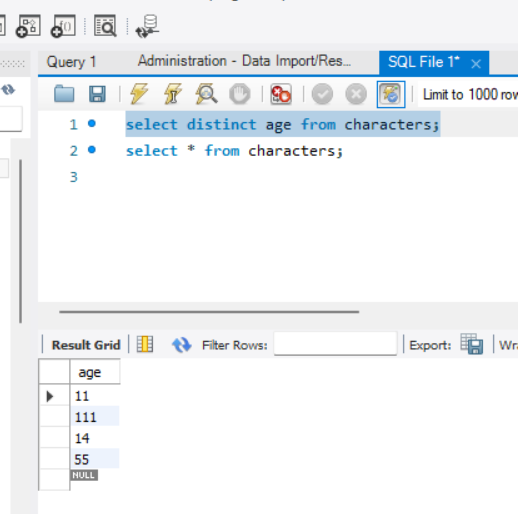 Query 1
Administration - Data Import/Res...
SQL File 1*
Limit to 1000 row
1 select distinct age from characters;
2 select * from characters;
3
Result Grid
Filter Rows:
Export:
Wra
age
11
111
14
55
NULL